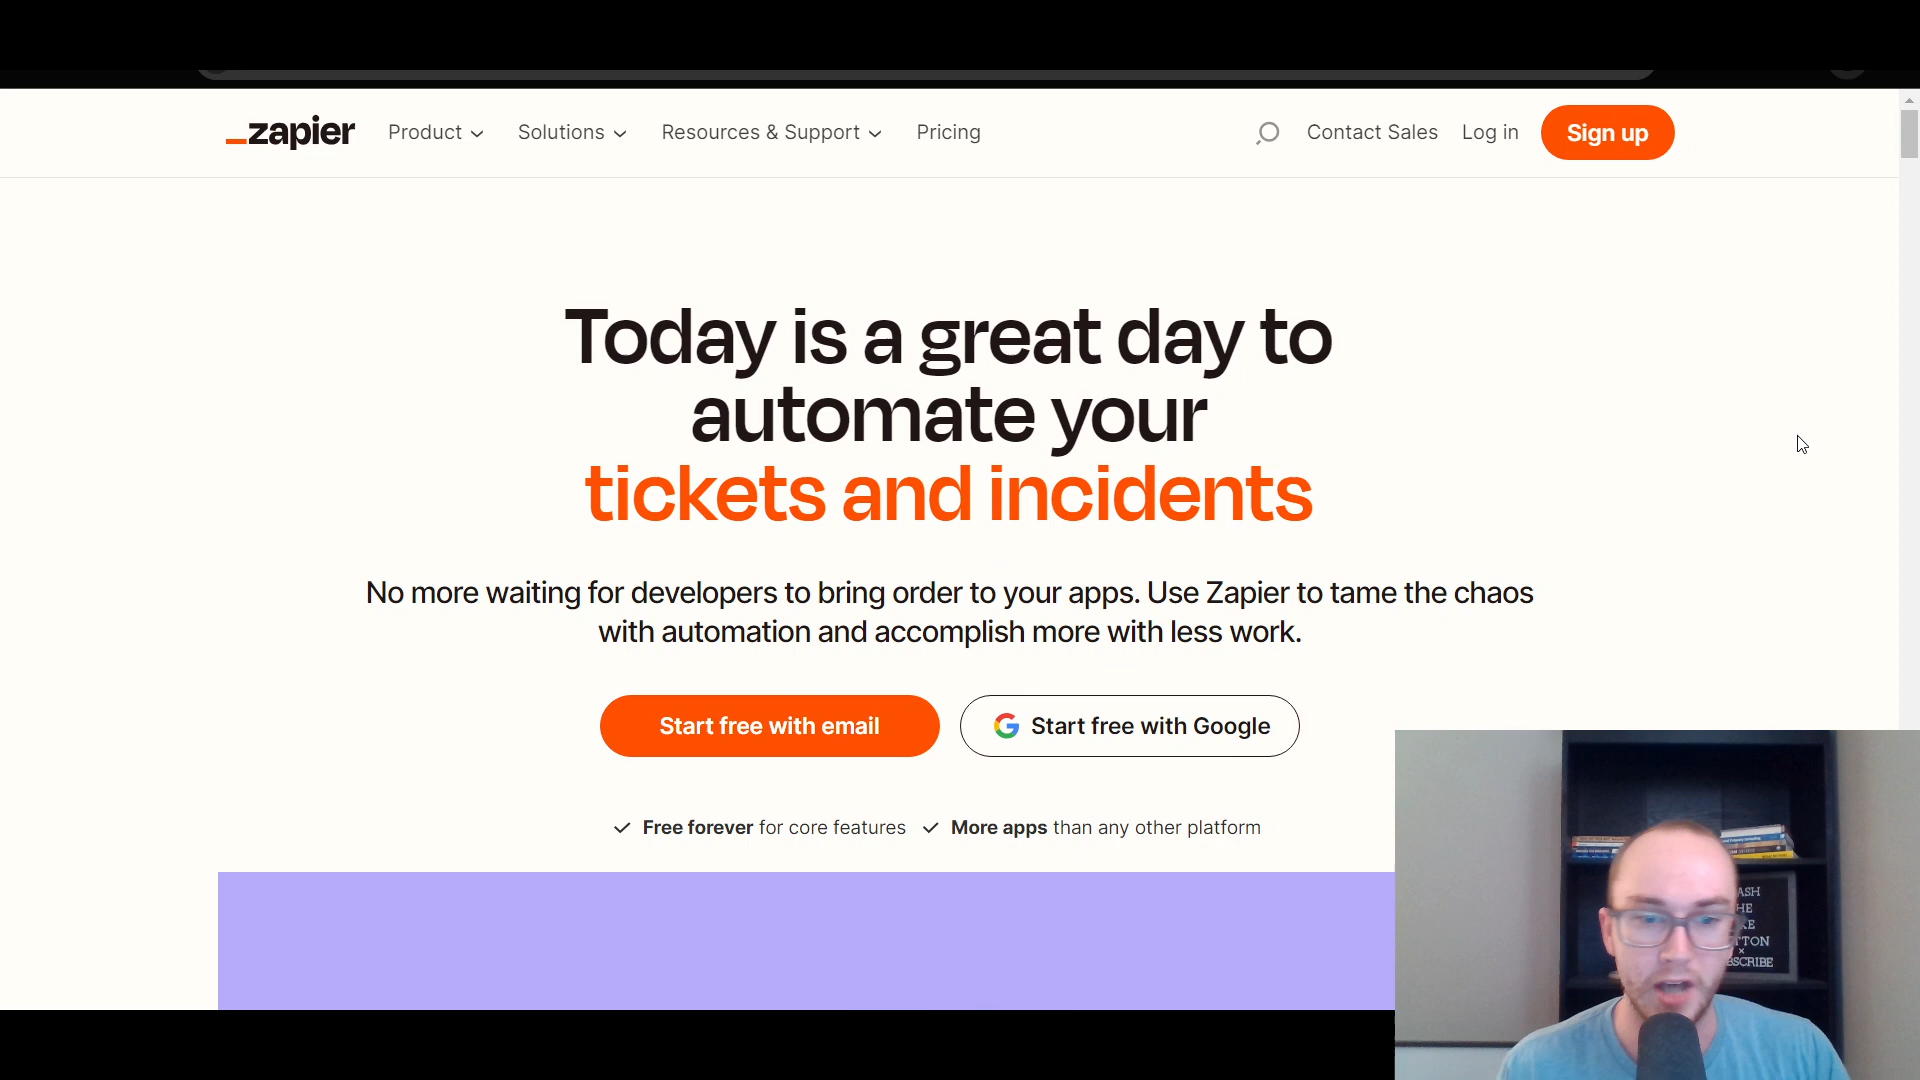 zapier Product Solutions Resources & Support Pricing Contact Sales Log in Sign up
Today is a great day to
automate your
tickets and incidents
No more waiting for developers to bring order to your apps. Use Zapier to tame the chaos
with automation and accomplish more with less work.
Start free with email Start free with Google
Free forever for core features More apps than any other platform